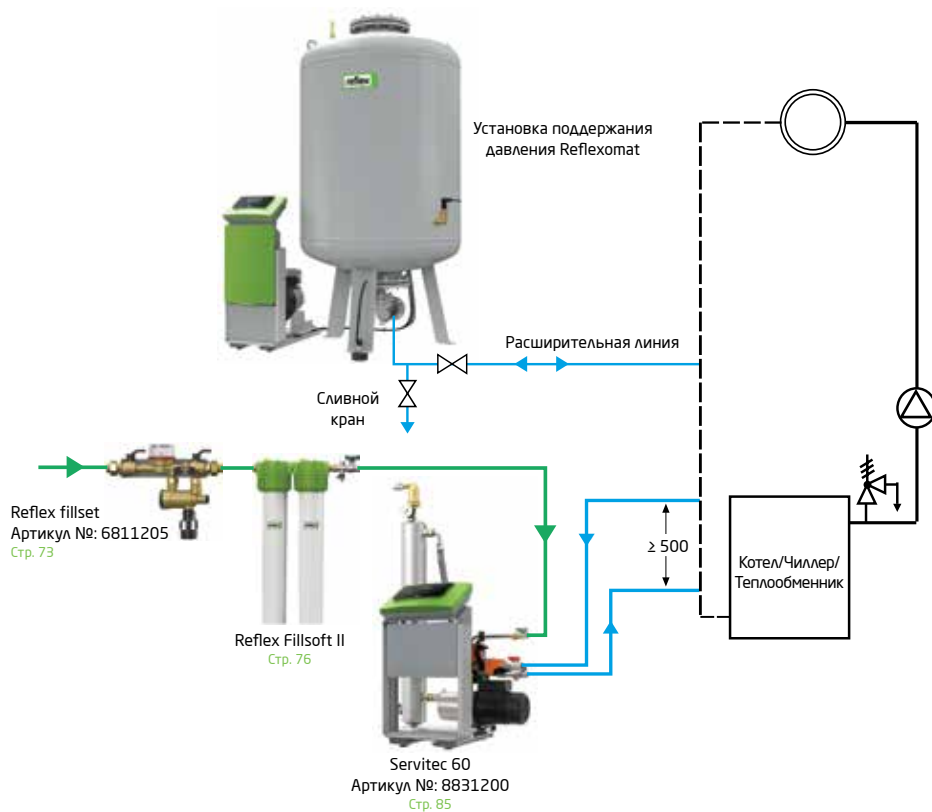 reflex
Установка поддержания
давления Reflexomat
Расширительная линия
Сливной
кран
Reflex fillset
Артикул №: 6811205
Стр. 73
Reflex Fillsoft II
Стр. 76
≥ 500
Котел/Чиллер/
Теплообменник
Servitec 60
Артикул №: 8831200
Стр. 85